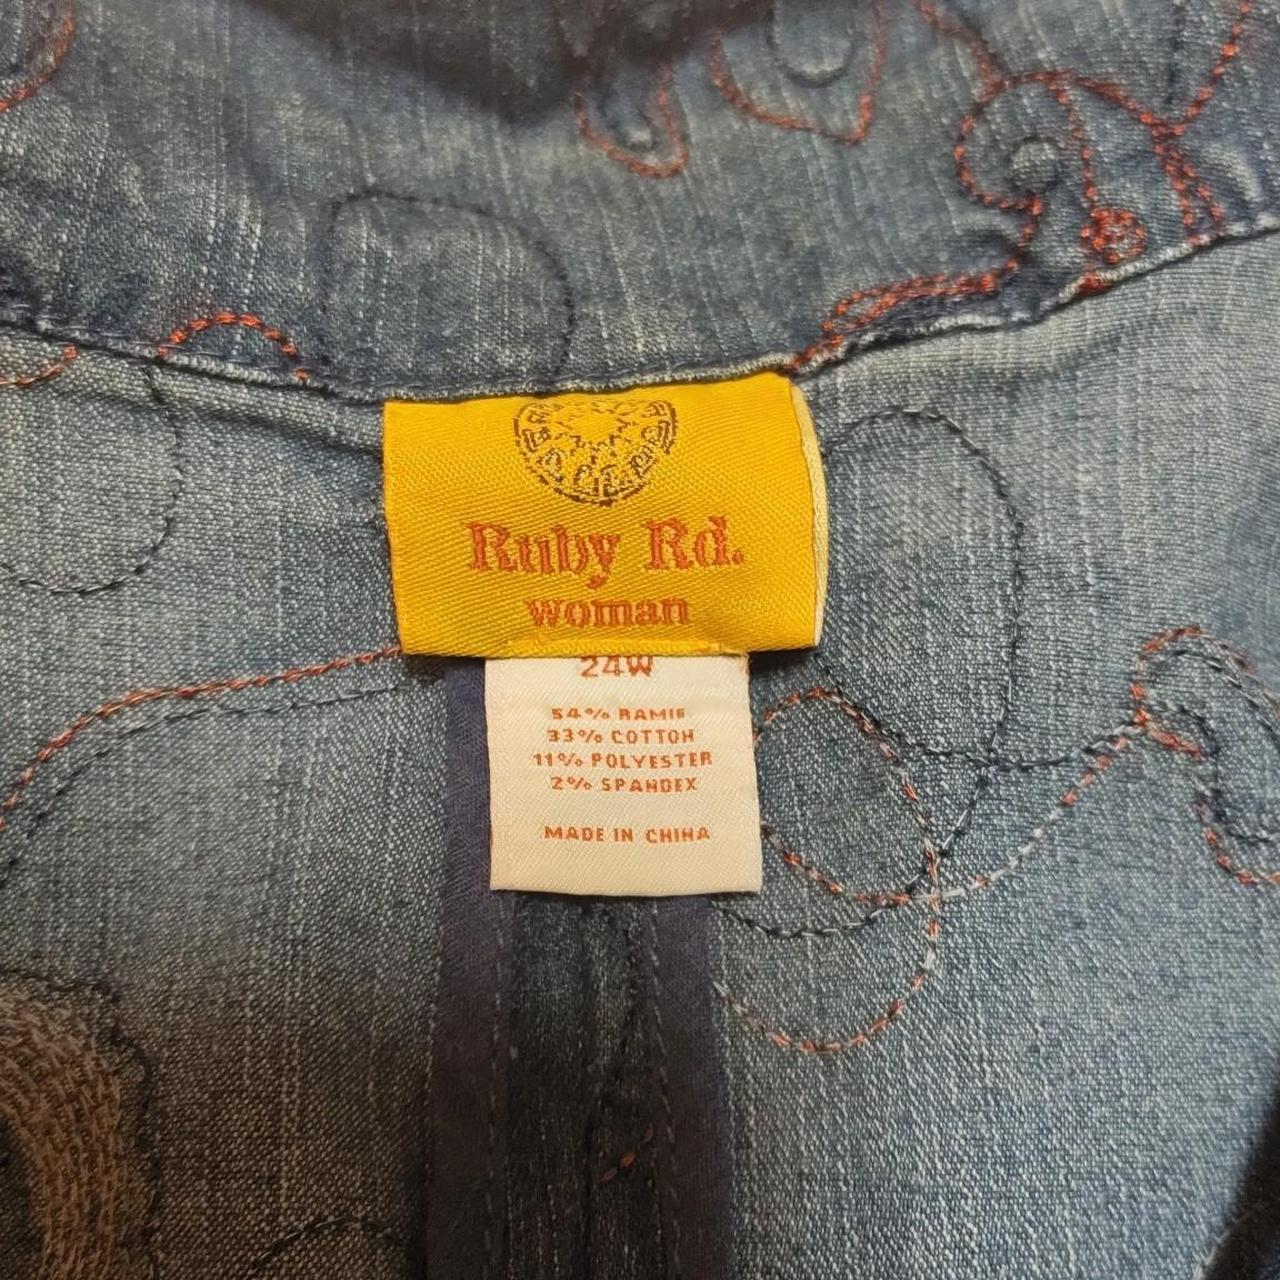 Ruby Rd.
woman
24W
54% RAMIE
33% COTTON
11% POLYESTER
2% SPANDEX
MADE IN CHINA